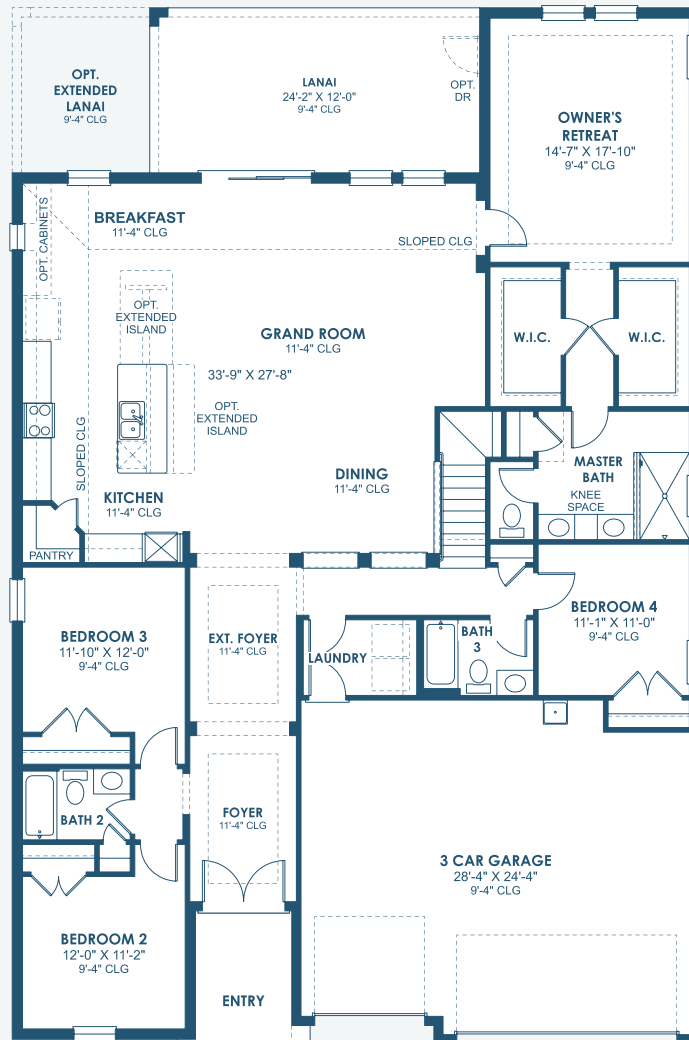 OPT.
EXTENDED
LANAI
9'-4" CLG
LANAI
24'-2" X 12'-0"
9'-4" CLG
OPT.
DR
OWNER'S
RETREAT
14'-7" X 17'-10"
9'-4" CLG
OPT. CABINETS
BREAKFAST
11'-4" CLG
SLOPED CLG
OPT.
EXTENDED
ISLAND
GRAND ROOM
11'-4" CLG
33'-9" X 27'-8"
W.I.C.
W.I.C.
OPT.
EXTENDED
ISLAND
SLOPED CLG
DINING
11'-4" CLG
MASTER
BATH
KNEE
SPACE
KITCHEN
11'-4" CLG
PANTRY
BEDROOM 3
11'-10" X 12'-0"
9'-4" CLG
EXT. FOYER
11'-4" CLG
LAUNDRY
BATH
3
BEDROOM 4
11'-1" X 11'-0"
9'-4" CLG
BATH 2
FOYER
11'-4" CLG
3 CAR GARAGE
28'-4" X 24'-4"
9'-4" CLG
BEDROOM 2
12'-0" X 11'-2"
9'-4" CLG
ENTRY